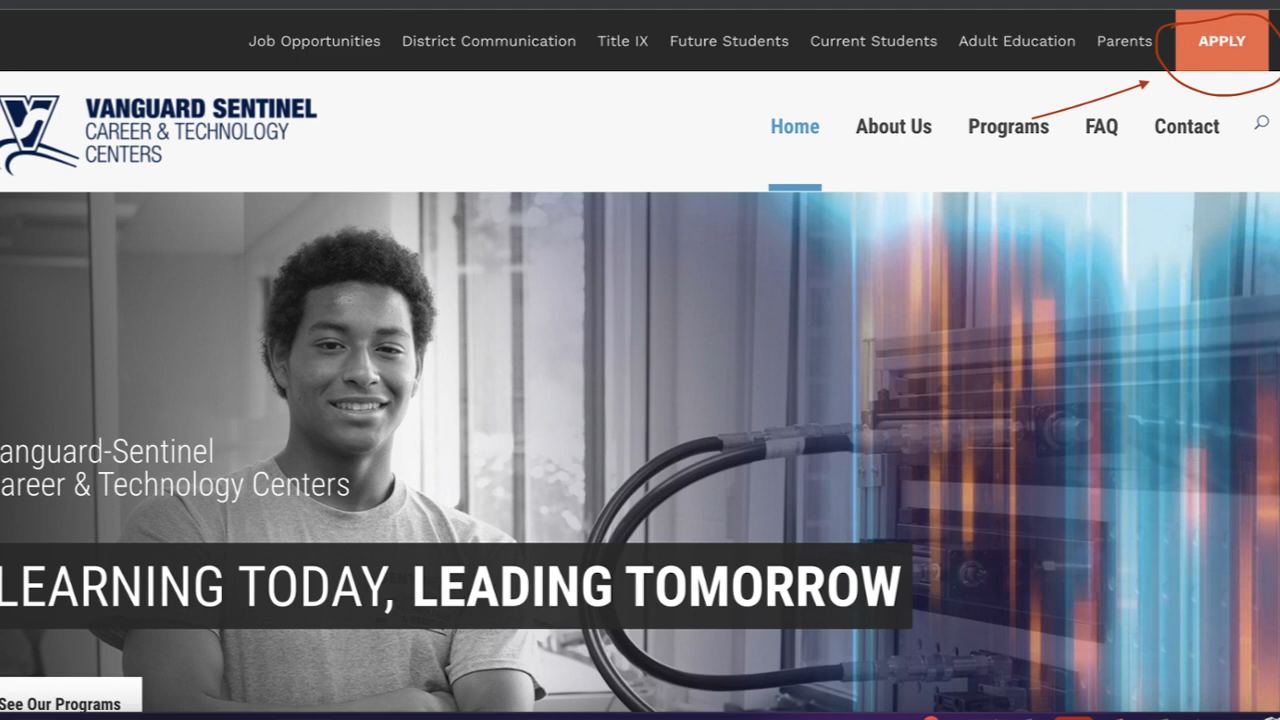 Job Opportunities District Communication Title IX Future Students Current Students Adult Education Parents APPLY
VANGUARD SENTINEL
CAREER & TECHNOLOGY
CENTERS
Home About Us Programs FAQ Contact
anguard-Sentinel
areer & Technology Centers
LEARNING TODAY, LEADING TOMORROW
See Our Programs